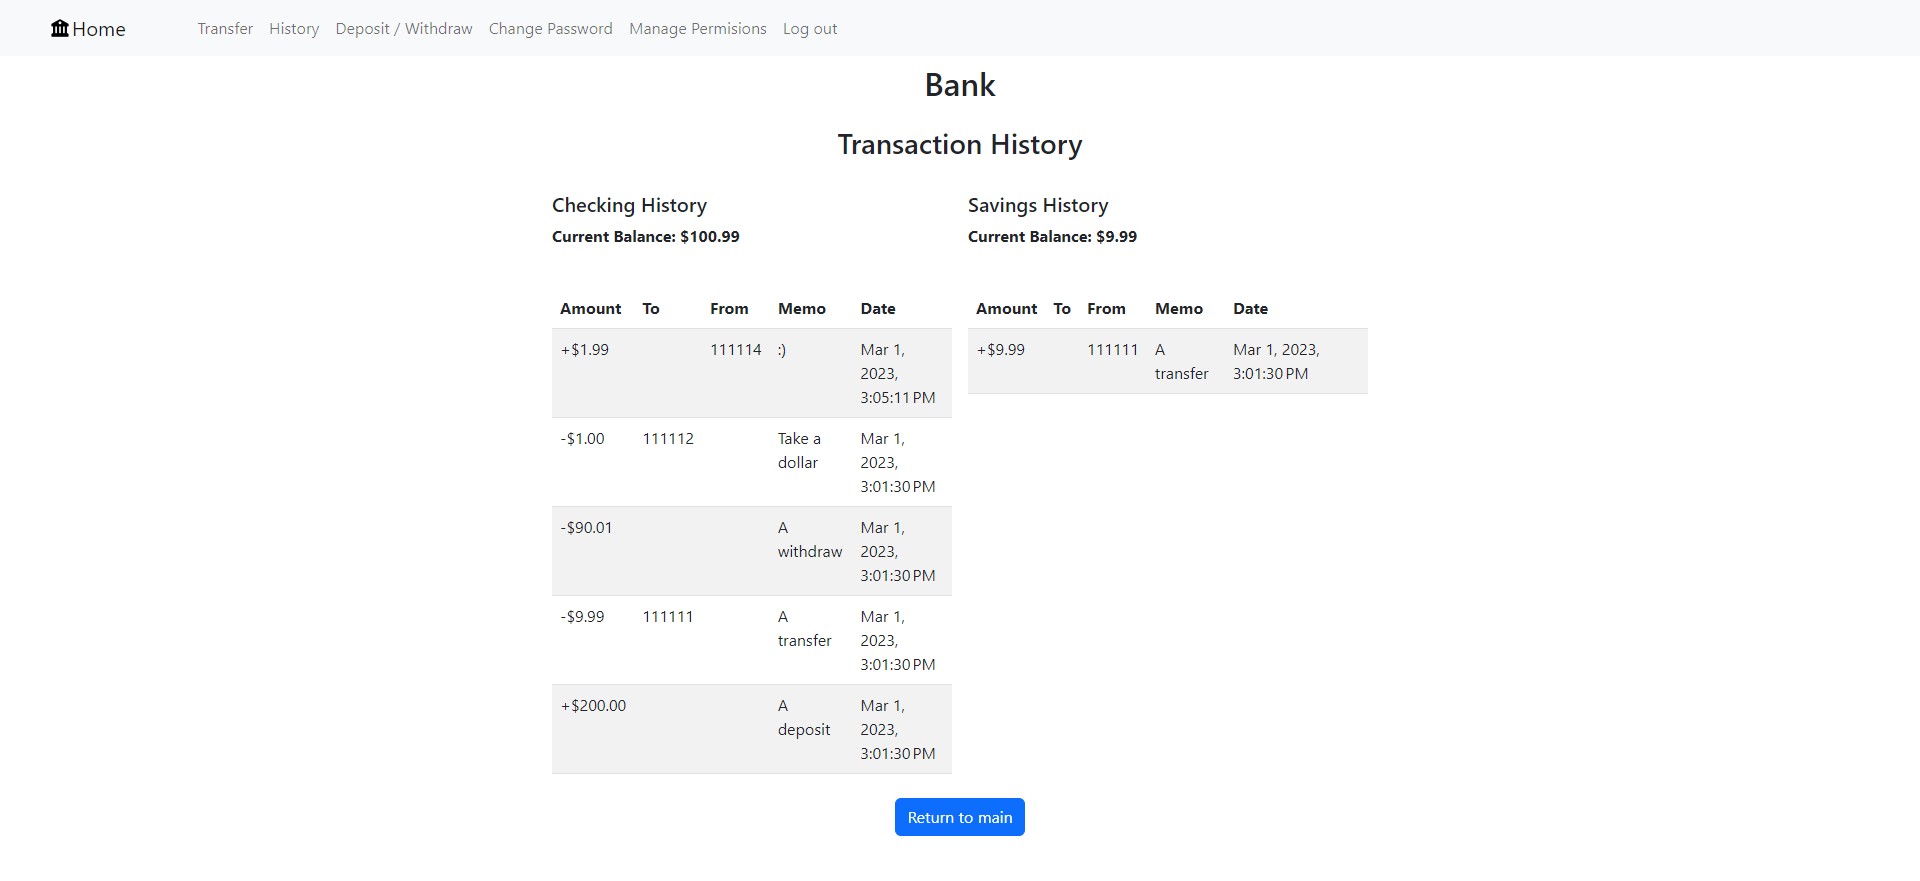 Home Transfer History Deposit / Withdraw Change Password Manage Permisions Log out
Bank
Transaction History
Checking History
Current Balance: $100.99
Amount To From Memo Date
+$1.99 111114 :) Mar 1,
2023,
3:05:11 PM
-$1.00 111112 Take a Mar 1,
dollar 2023,
3:01:30 PM
-$90.01 A Mar 1,
withdraw 2023,
3:01:30 PM
-$9.99 111111 A Mar 1,
transfer 2023,
3:01:30 PM
+$200.00 A Mar 1,
deposit 2023,
3:01:30 PM
Savings History
Current Balance: $9.99
Amount To From Memo Date
+$9.99 111111 A Mar 1, 2023,
transfer 3:01:30 PM
Return to main